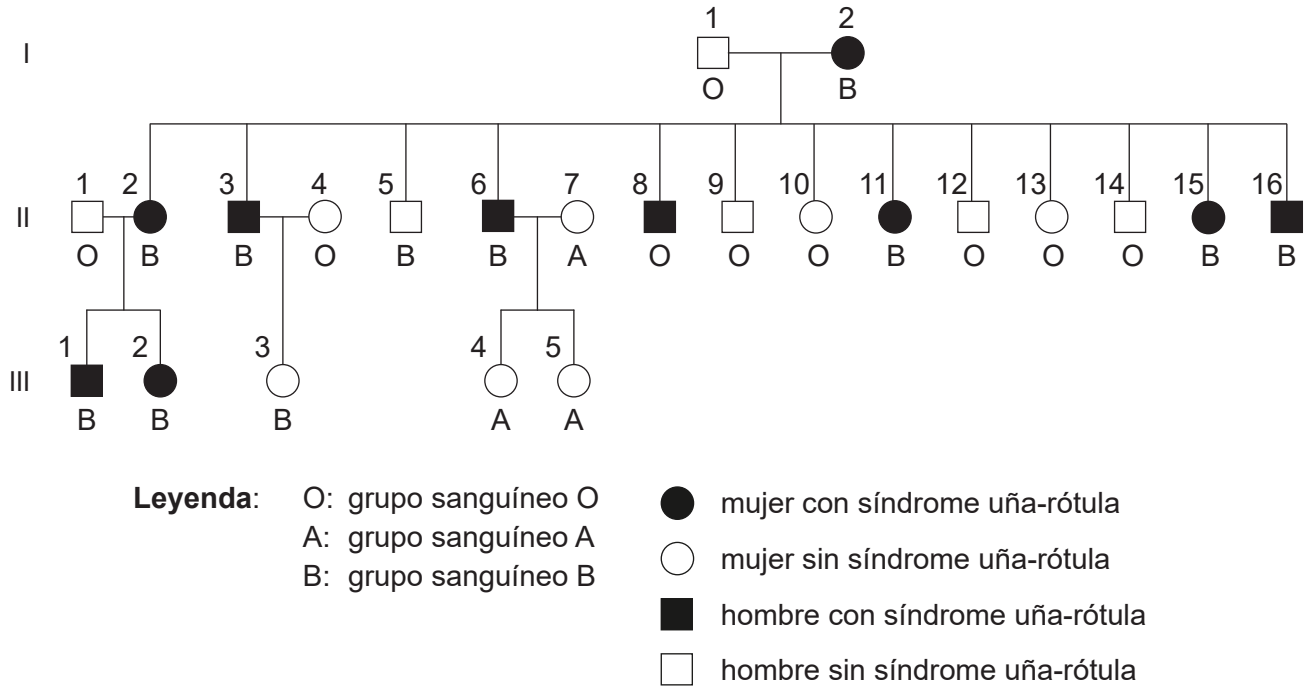 1 2
I
O B
1 2 3 4 5 6 7 8 9 10 11 12 13 14 15 16
II
O B B O B B A O O O B O O O B B
1 2 3 4 5
III
B B B A A
Leyenda: O: grupo sanguíneo O
A: grupo sanguíneo A
B: grupo sanguíneo B
mujer con síndrome uña-rótula
mujer sin síndrome uña-rótula
hombre con síndrome uña-rótula
hombre sin síndrome uña-rótula